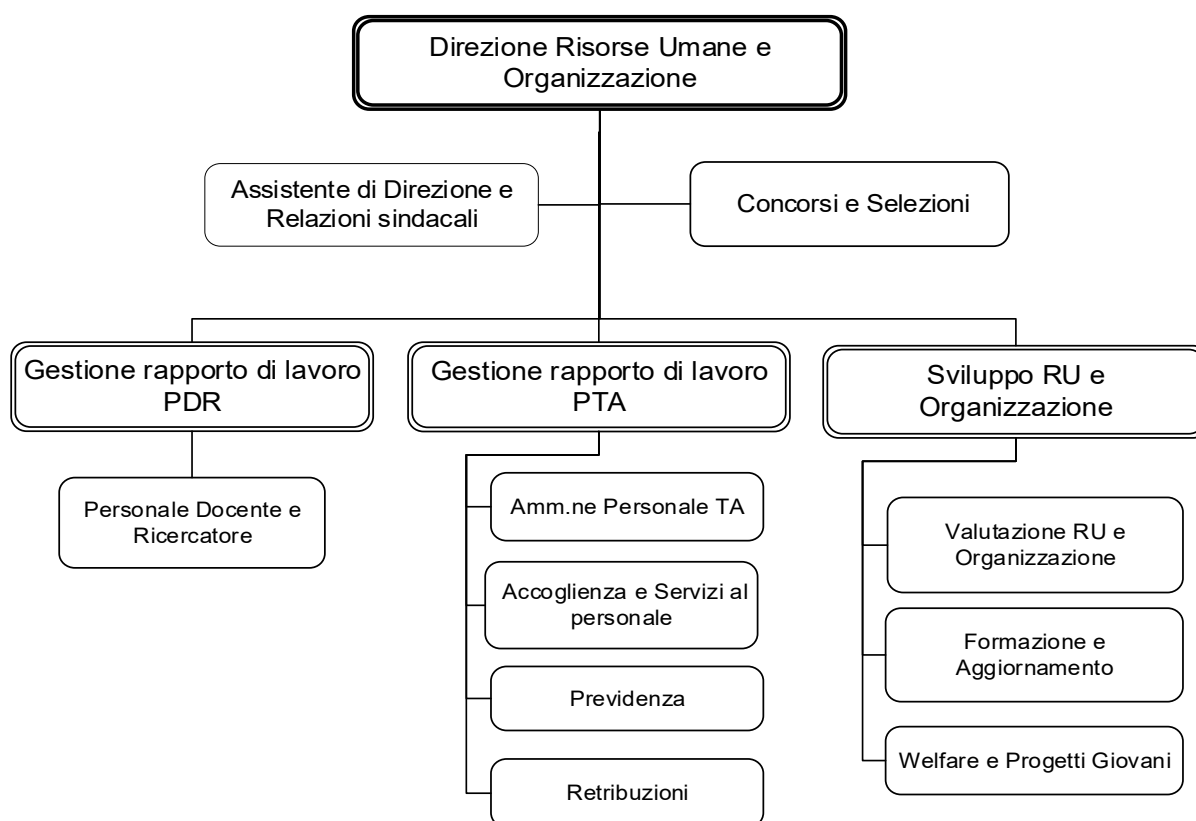 Direzione Risorse Umane e
Organizzazione
Assistente di Direzione e
Relazioni sindacali
Concorsi e Selezioni
Gestione rapporto di lavoro
PDR
Gestione rapporto di lavoro
PTA
Sviluppo RU e
Organizzazione
Personale Docente e
Ricercatore
Amm.ne Personale TA
Accoglienza e Servizi al
personale
Previdenza
Retribuzioni
Valutazione RU e
Organizzazione
Formazione e
Aggiornamento
Welfare e Progetti Giovani